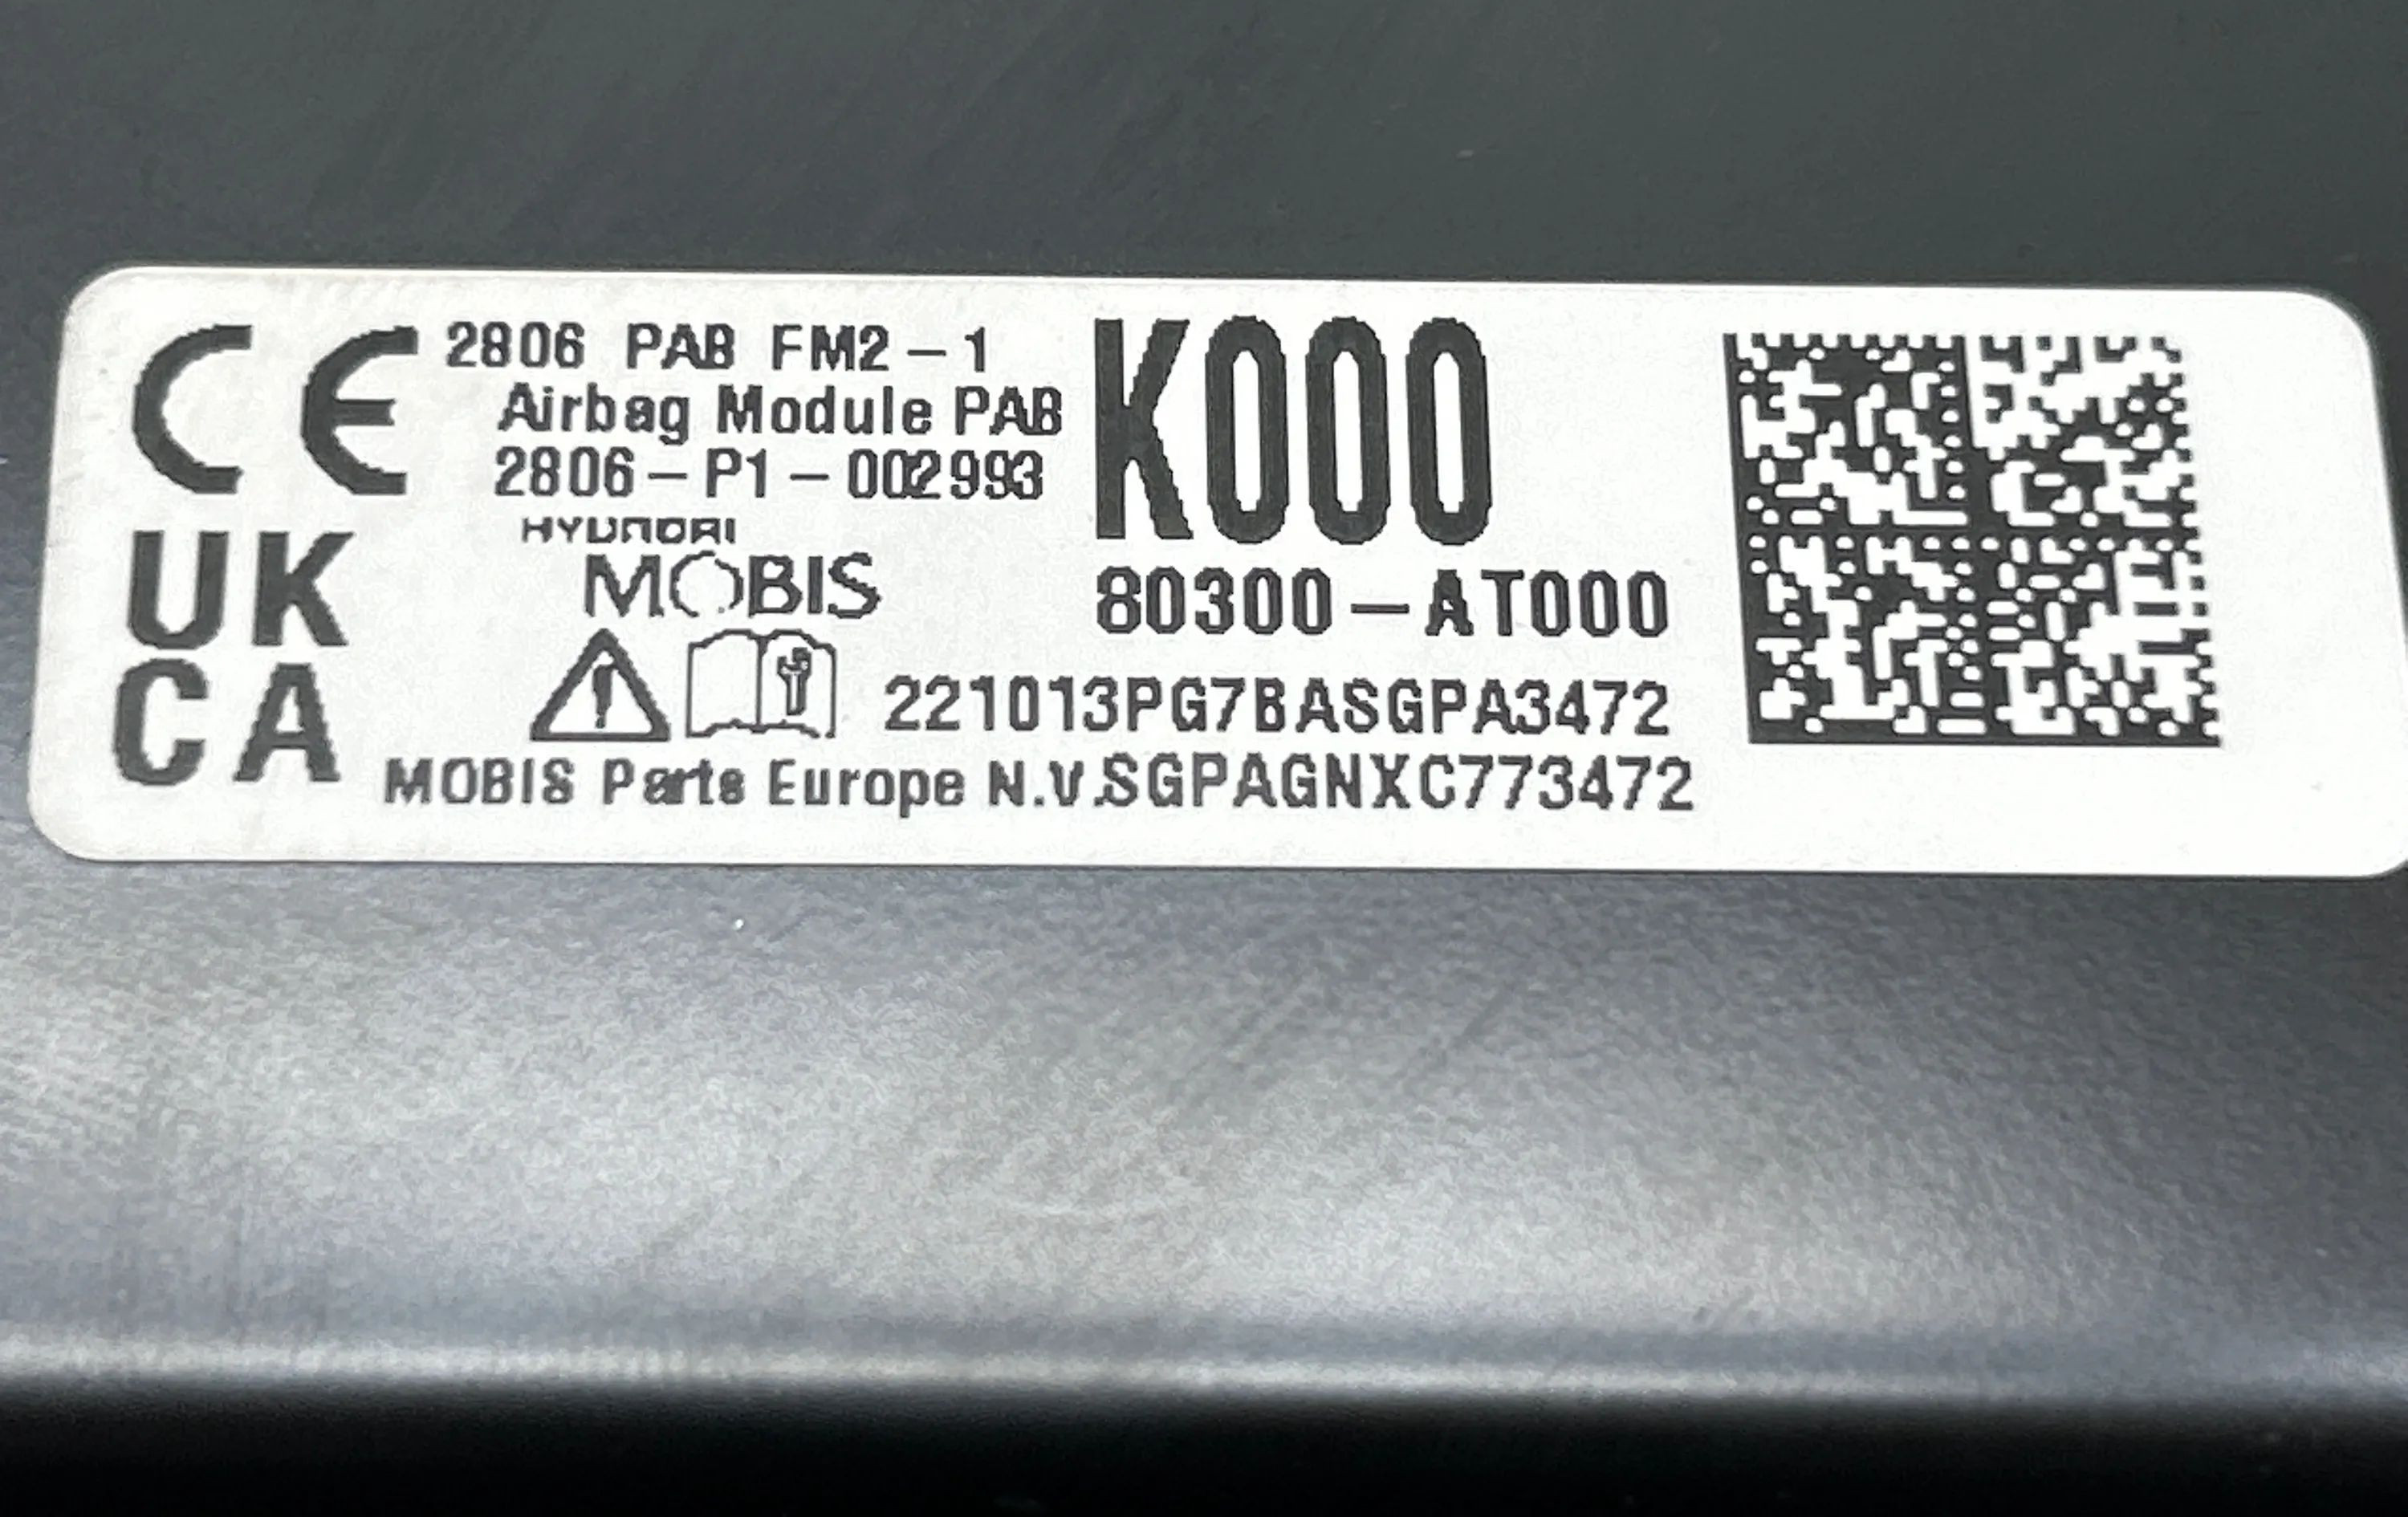 CE 2806 PAB FM2-1
Airbag Module PAB
2806-P1-002993
K000
HYUNDAI
MOBIS
80300-AT000
UK
CA
221013PG7BASGPA3472
MOBIS Parts Europe N.V.
SGPAGNXC773472